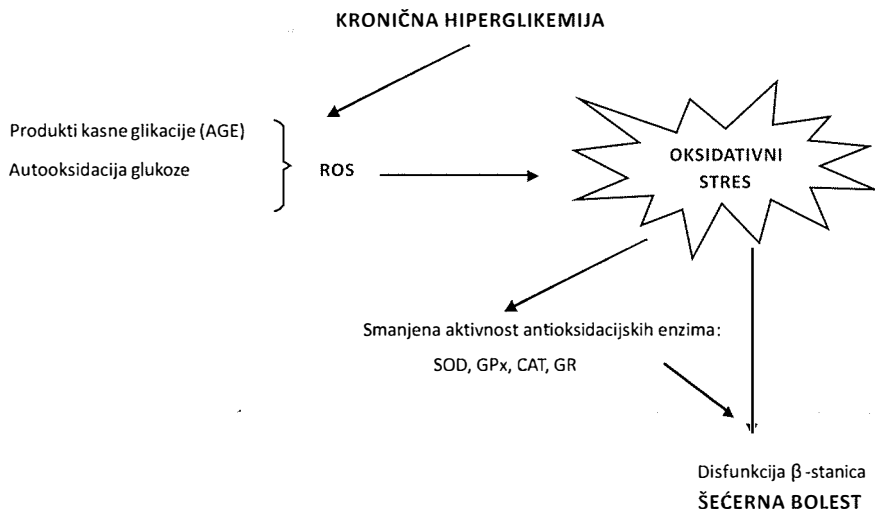 KRONIČNA HIPERGLIKEMIJA
Produkti kasne glikacije (AGE)
Autooksidacija glukoze
ROS
OKSIDATIVNI
STRES
Smanjena aktivnost antioksidacijskih enzima:
SOD, GPx, CAT, GR
Disfunkcija β-stanica
ŠEĆERNA BOLEST